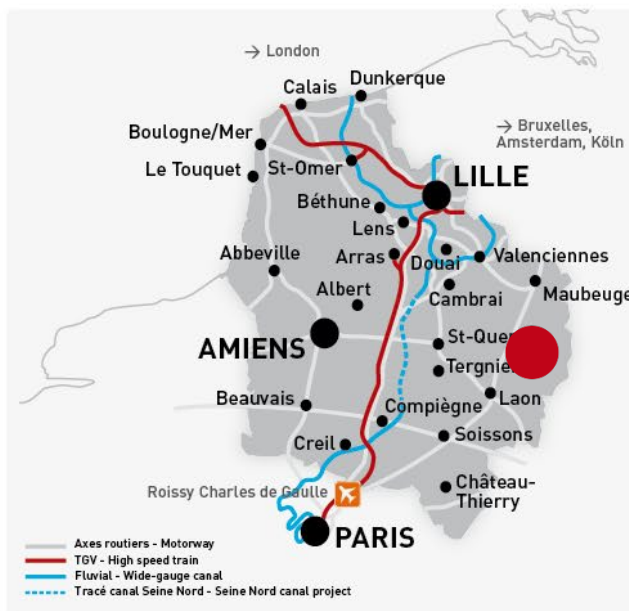 → London
Calais
Dunkerque
Boulogne/Mer
→ Bruxelles,
Amsterdam, Köln
Le Touquet
St-Omer
LILLE
Béthune
Lens
Abbeville
Arras
Douai
Valenciennes
Albert
Cambrai
Maubeuge
AMIENS
Beauvais
Compiègne
Laon
Creil
Soissons
Roissy Charles de Gaulle
Château-
Thierry
PARIS
Axes routiers - Motorway
TGV - High speed train
Fluvial - Wide-gauge canal
Tracé canal Seine Nord - Seine Nord canal project